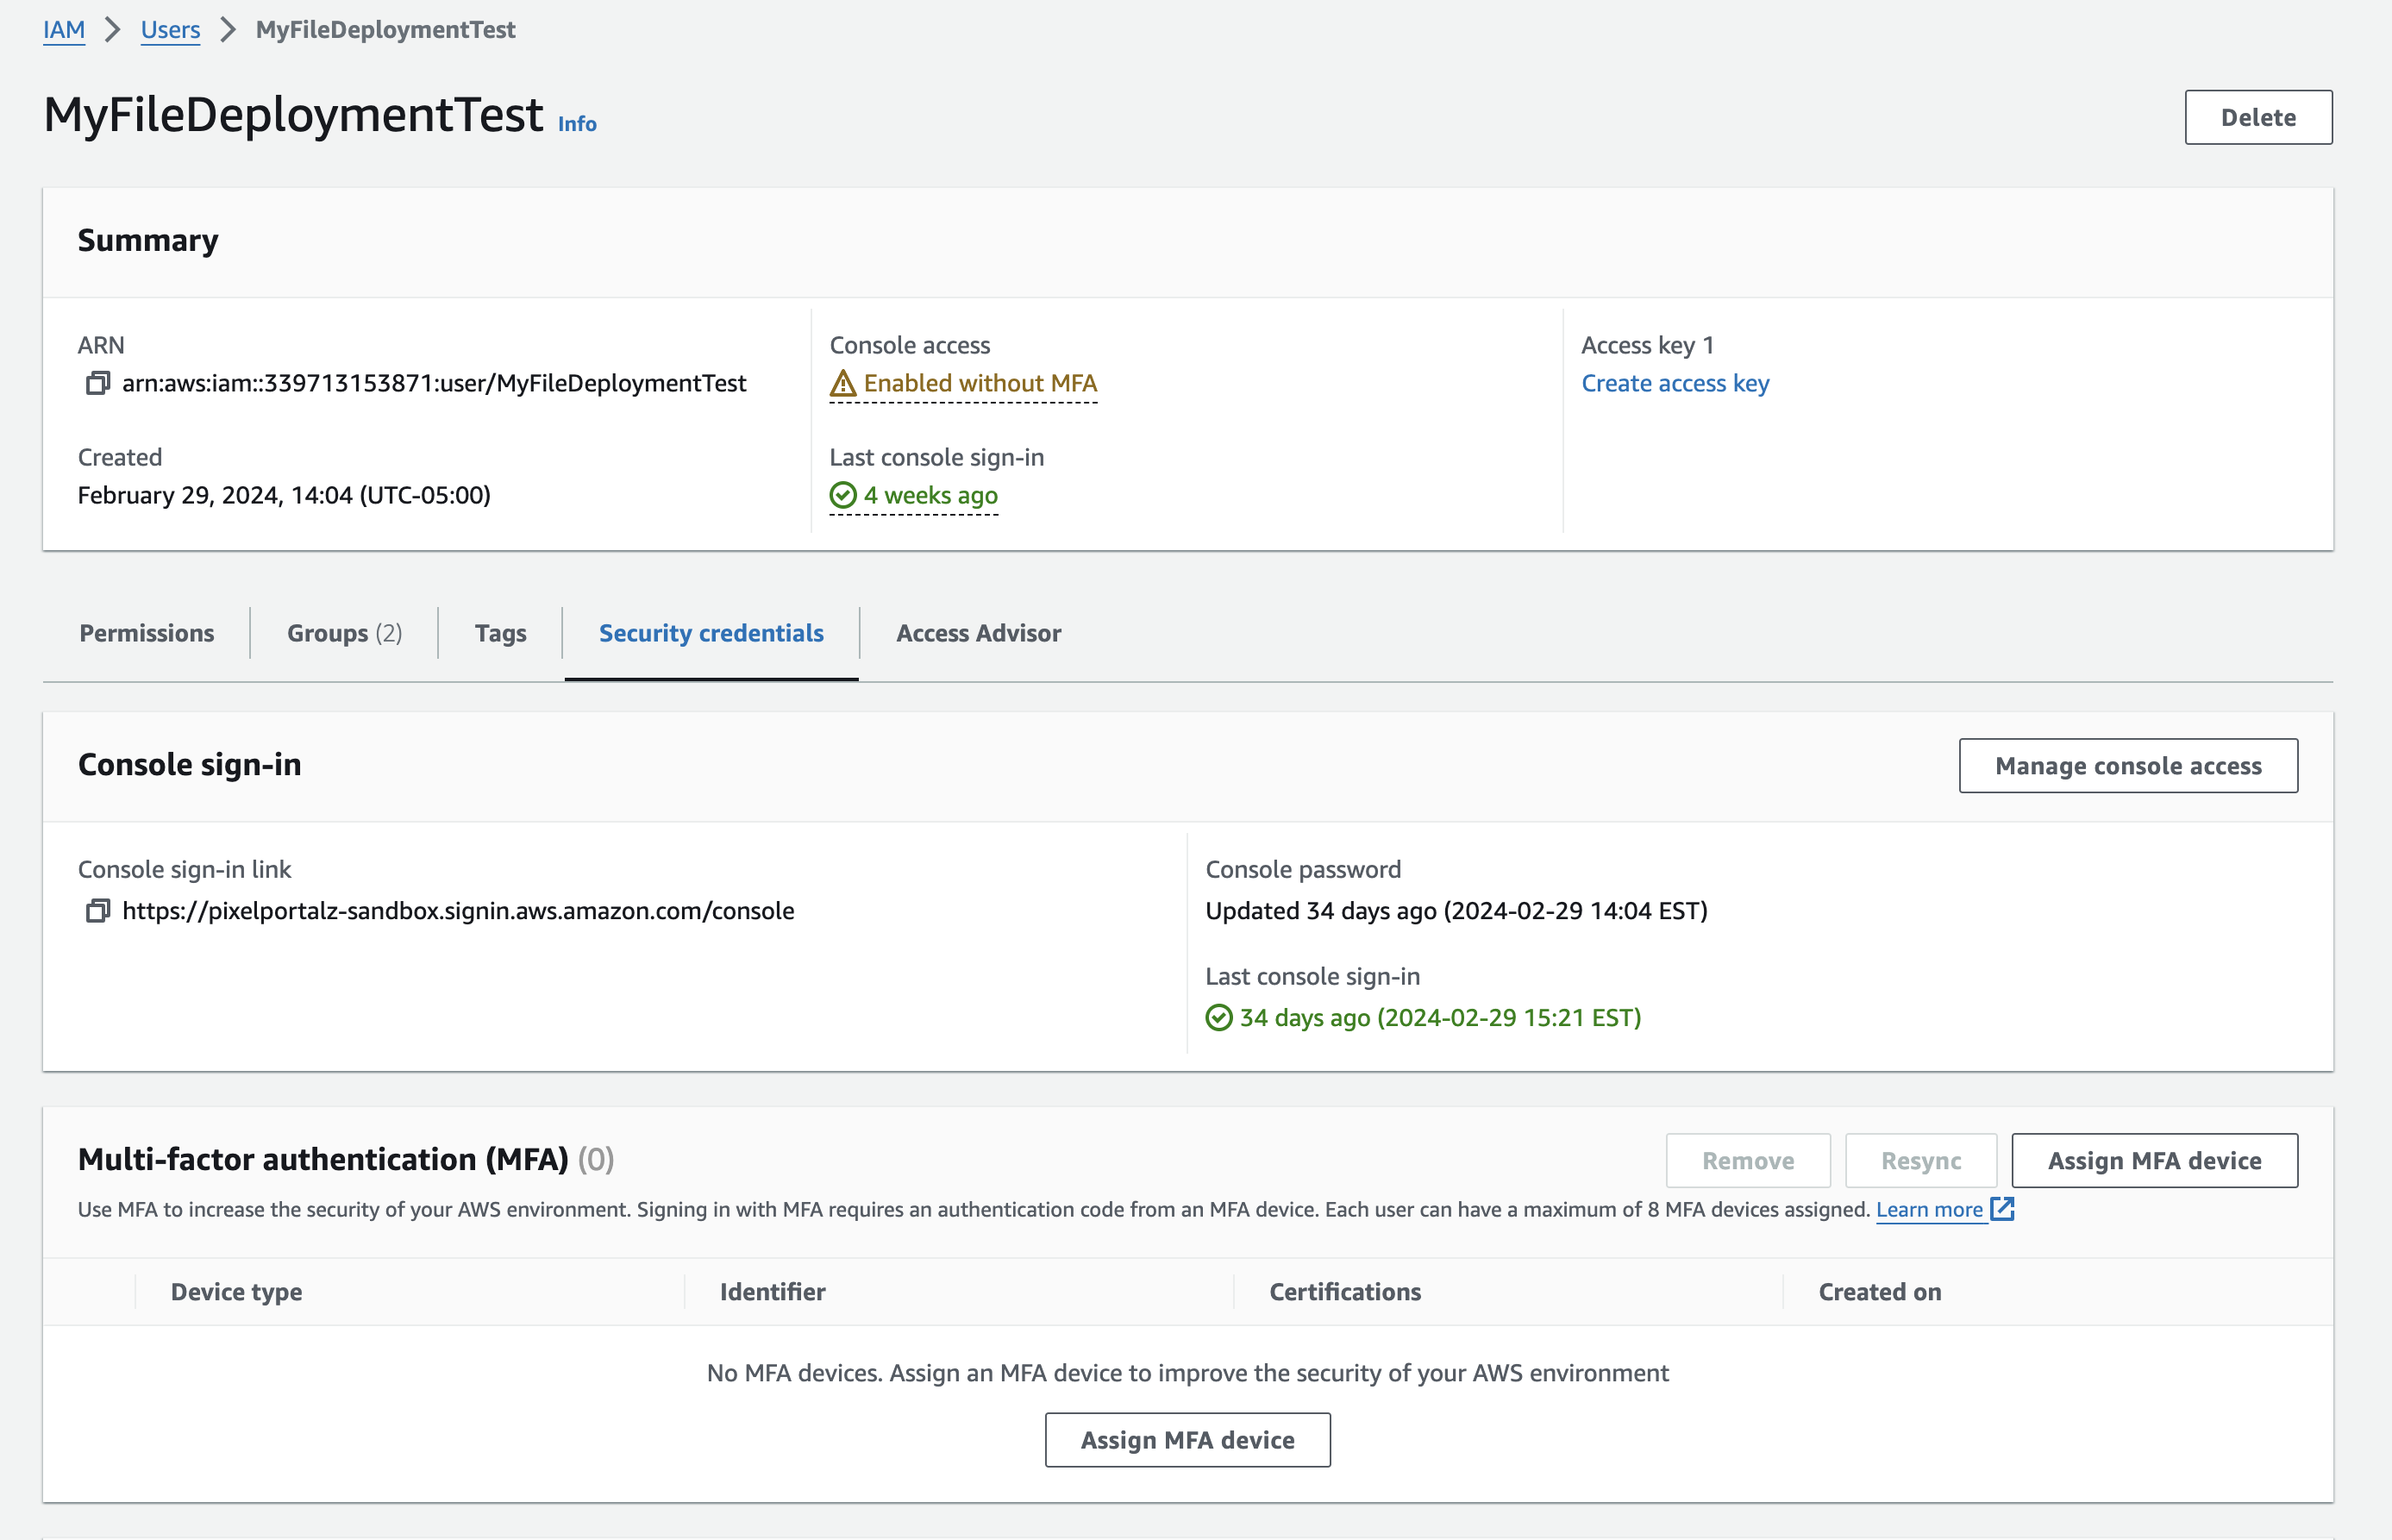 IAM > Users > MyFileDeploymentTest
MyFileDeploymentTest Info
Delete
Summary
ARN
arn:aws:iam::339713153871:user/MyFileDeploymentTest
Created
February 29, 2024, 14:04 (UTC-05:00)
Console access
Enabled without MFA
Last console sign-in
4 weeks ago
Access key 1
Create access key
Permissions
Groups (2)
Tags
Security credentials
Access Advisor
Console sign-in
Manage console access
Console sign-in link
https://pixelportalz-sandbox.signin.aws.amazon.com/console
Console password
Updated 34 days ago (2024-02-29 14:04 EST)
Last console sign-in
34 days ago (2024-02-29 15:21 EST)
Multi-factor authentication (MFA) (0)
Remove
Resync
Assign MFA device
Use MFA to increase the security of your AWS environment. Signing in with MFA requires an authentication code from an MFA device. Each user can have a maximum of 8 MFA devices assigned. Learn more
Device type
Identifier
Certifications
Created on
No MFA devices. Assign an MFA device to improve the security of your AWS environment
Assign MFA device